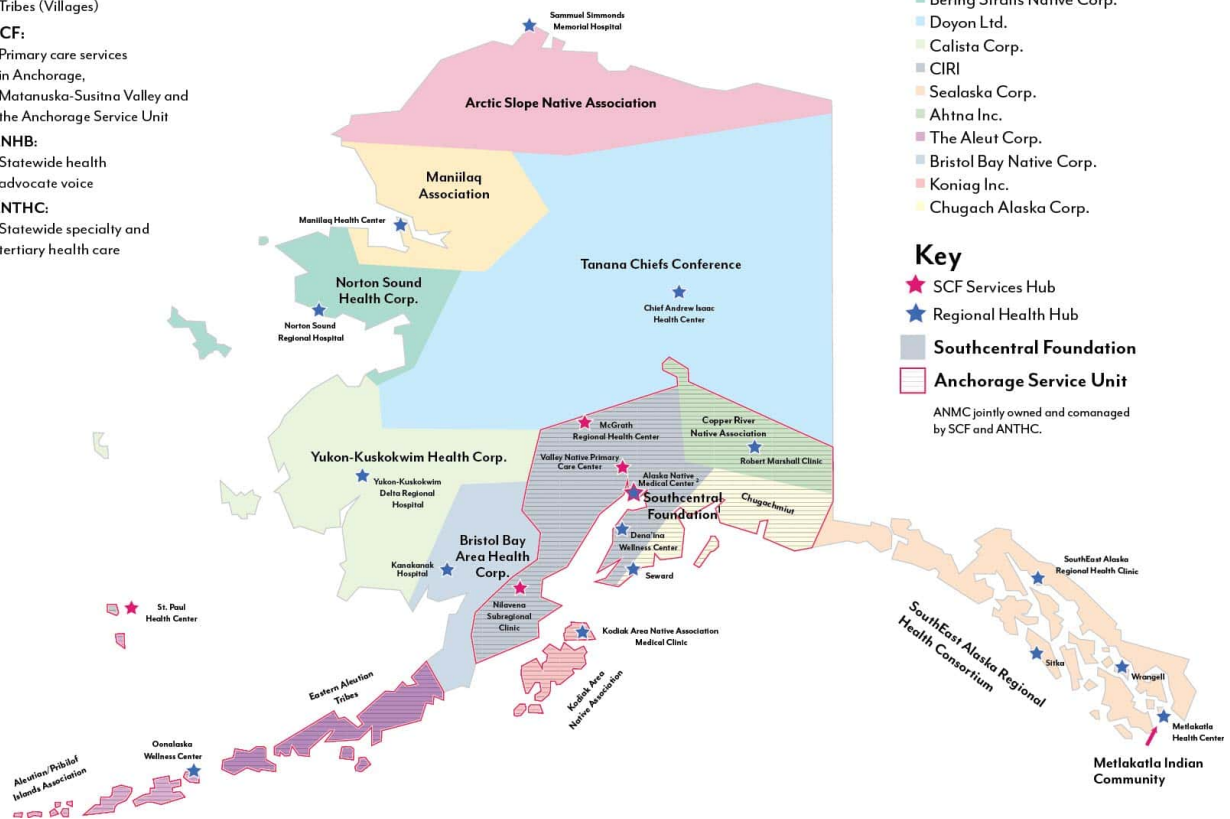 Tribes (Villages)
CF:
Primary care services
in Anchorage,
Matanuska-Susitna Valley and
the Anchorage Service Unit
NHB:
Statewide health
advocate voice
NTHC:
Statewide specialty and
tertiary health care
Sammuel Simmonds
Memorial Hospital
Arctic Slope Native Association
Maniilaq
Association
Maniilaq Health Center
Norton Sound
Health Corp.
Norton Sound
Regional Hospital
Tanana Chiefs Conference
Chief Andrew Isaac
Health Center
McGrath
Regional Health Center
Copper River
Native Association
Robert Marshall Clinic
Valley Native Primary
Care Center
Alaska Native
Medical Center 2
Southcentral
Foundation
Chugachmiut
Dena'ina
Wellness Center
Seward
Yukon-Kuskokwim Health Corp.
Yukon-Kuskokwim
Delta Regional
Hospital
Bristol Bay
Area Health
Corp.
Kanakanak
Hospital
Nilavena
Subregional
Clinic
St. Paul
Health Center
Kodiak Area Native Association
Medical Clinic
Kodiak Area
Native Association
Eastern Aleutian
Tribes
Oonalaska
Wellness Center
Aleutian/Pribilof
Islands Association
SouthEast Alaska
Regional Health Clinic
SouthEast Alaska Regional
Health Consortium
Sitka
Wrangell
Metlakatla
Health Center
Metlakatla Indian
Community
Bering Straits Native Corp.
Doyon Ltd.
Calista Corp.
CIRI
Sealaska Corp.
Ahtna Inc.
The Aleut Corp.
Bristol Bay Native Corp.
Koniag Inc.
Chugach Alaska Corp.
Key
SCF Services Hub
Regional Health Hub
Southcentral Foundation
Anchorage Service Unit
ANMC jointly owned and comanaged
by SCF and ANTHC.